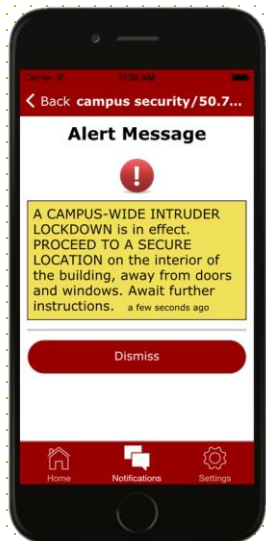 Carrier 11:02 AM
Back campus security/50.7...
Alert Message
A CAMPUS-WIDE INTRUDER
LOCKDOWN is in effect.
PROCEED TO A SECURE
LOCATION on the interior of
the building, away from doors
and windows. Await further
instructions. a few seconds ago
Dismiss
Home Notifications Settings